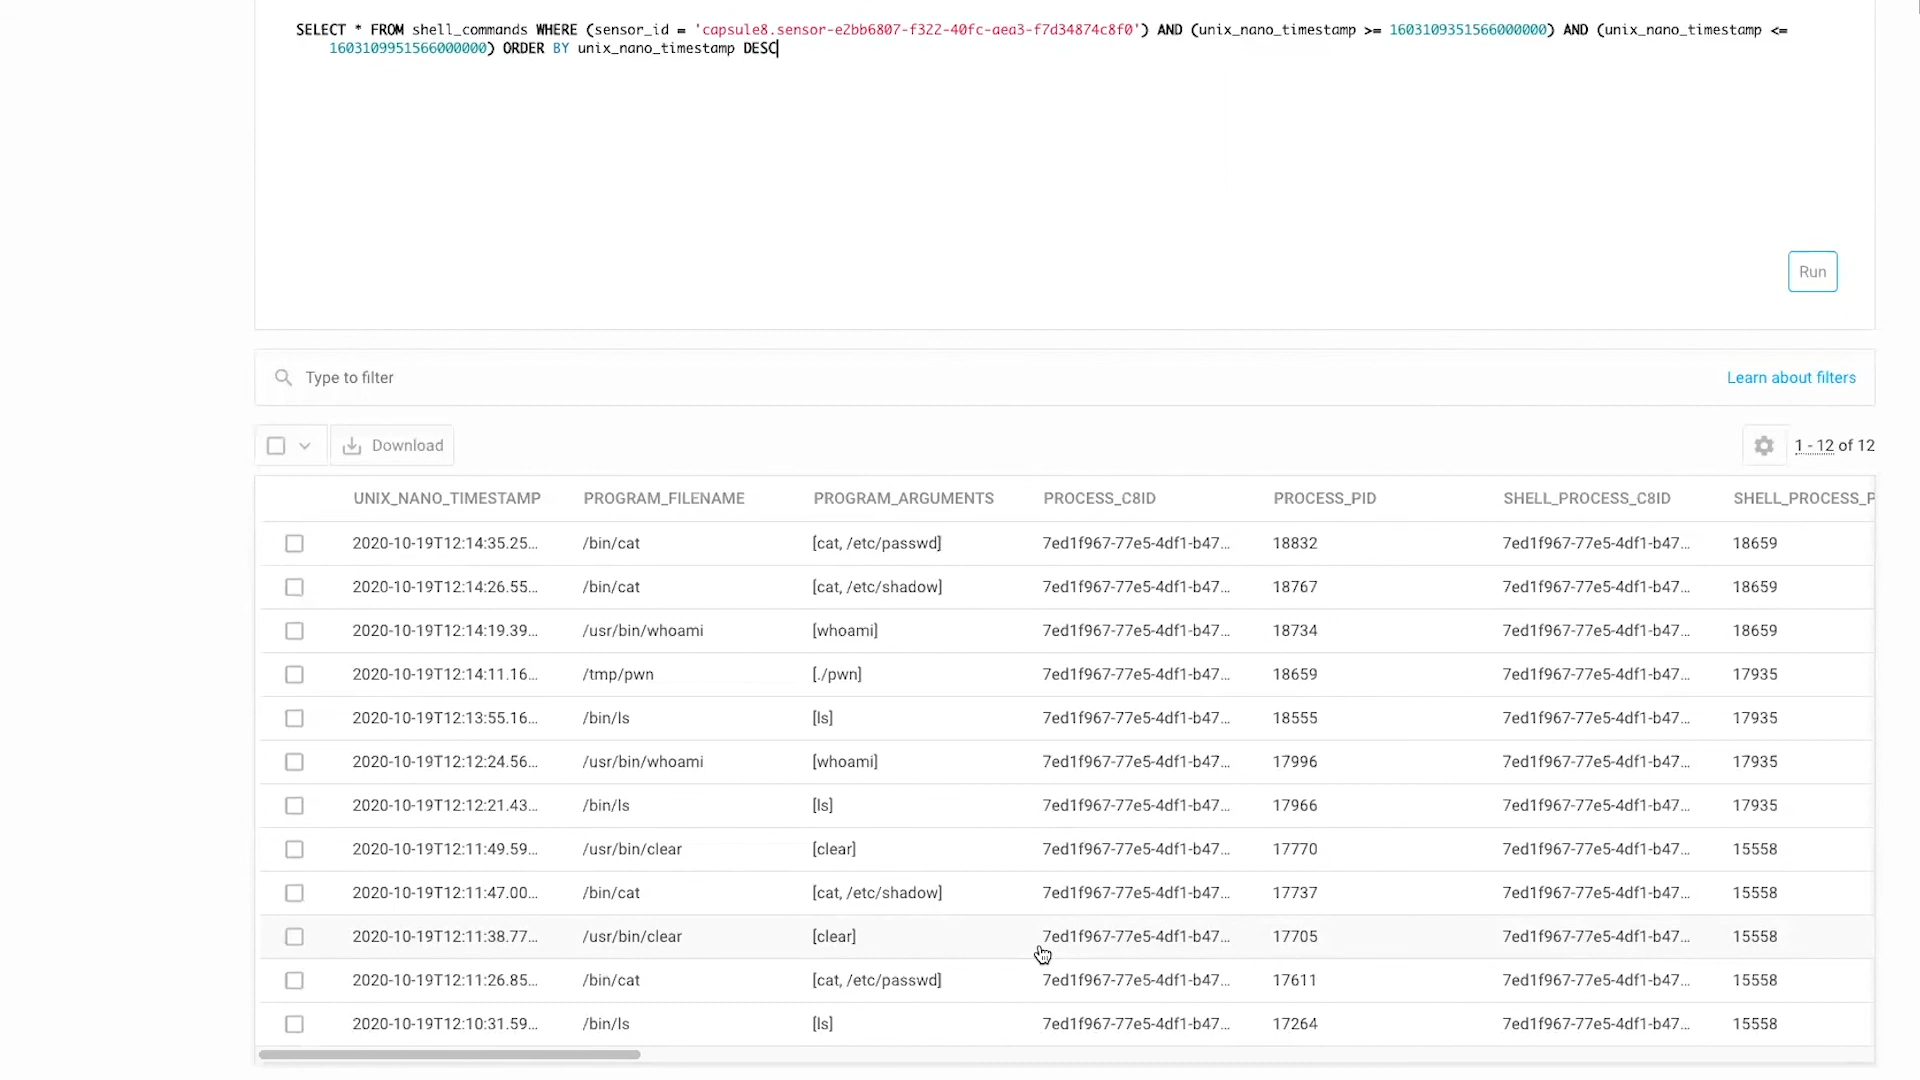 SELECT * FROM shell_commands WHERE (sensor_id = 'capsule8.sensor-e2bb6807-f322-40fc-aea3-f7d34874c8f0') AND (unix_nano_timestamp >= 1603109351566000000) AND (unix_nano_timestamp <=
1603109951566000000) ORDER BY unix_nano_timestamp DESC
Run
Type to filter Learn about filters
Download 1 - 12 of 12
UNIX_NANO_TIMESTAMP PROGRAM_FILENAME PROGRAM_ARGUMENTS PROCESS_C8ID PROCESS_PID SHELL_PROCESS_C8ID SHELL_PROCESS_P
2020-10-19T12:14:35.25... /bin/cat [cat, /etc/passwd] 7ed1f967-77e5-4df1-b47... 18832 7ed1f967-77e5-4df1-b47... 18659
2020-10-19T12:14:26.55... /bin/cat [cat, /etc/shadow] 7ed1f967-77e5-4df1-b47... 18767 7ed1f967-77e5-4df1-b47... 18659
2020-10-19T12:14:19.39... /usr/bin/whoami [whoami] 7ed1f967-77e5-4df1-b47... 18734 7ed1f967-77e5-4df1-b47... 18659
2020-10-19T12:14:11.16... /tmp/pwn [./pwn] 7ed1f967-77e5-4df1-b47... 18659 7ed1f967-77e5-4df1-b47... 17935
2020-10-19T12:13:55.16... /bin/ls [ls] 7ed1f967-77e5-4df1-b47... 18555 7ed1f967-77e5-4df1-b47... 17935
2020-10-19T12:12:24.56... /usr/bin/whoami [whoami] 7ed1f967-77e5-4df1-b47... 17996 7ed1f967-77e5-4df1-b47... 17935
2020-10-19T12:12:21.43... /bin/ls [ls] 7ed1f967-77e5-4df1-b47... 17966 7ed1f967-77e5-4df1-b47... 17935
2020-10-19T12:11:49.59... /usr/bin/clear [clear] 7ed1f967-77e5-4df1-b47... 17770 7ed1f967-77e5-4df1-b47... 15558
2020-10-19T12:11:47.00... /bin/cat [cat, /etc/shadow] 7ed1f967-77e5-4df1-b47... 17737 7ed1f967-77e5-4df1-b47... 15558
2020-10-19T12:11:38.77... /usr/bin/clear [clear] 7ed1f967-77e5-4df1-b47... 17705 7ed1f967-77e5-4df1-b47... 15558
2020-10-19T12:11:26.85... /bin/cat [cat, /etc/passwd] 7ed1f967-77e5-4df1-b47... 17611 7ed1f967-77e5-4df1-b47... 15558
2020-10-19T12:10:31.59... /bin/ls [ls] 7ed1f967-77e5-4df1-b47... 17264 7ed1f967-77e5-4df1-b47... 15558